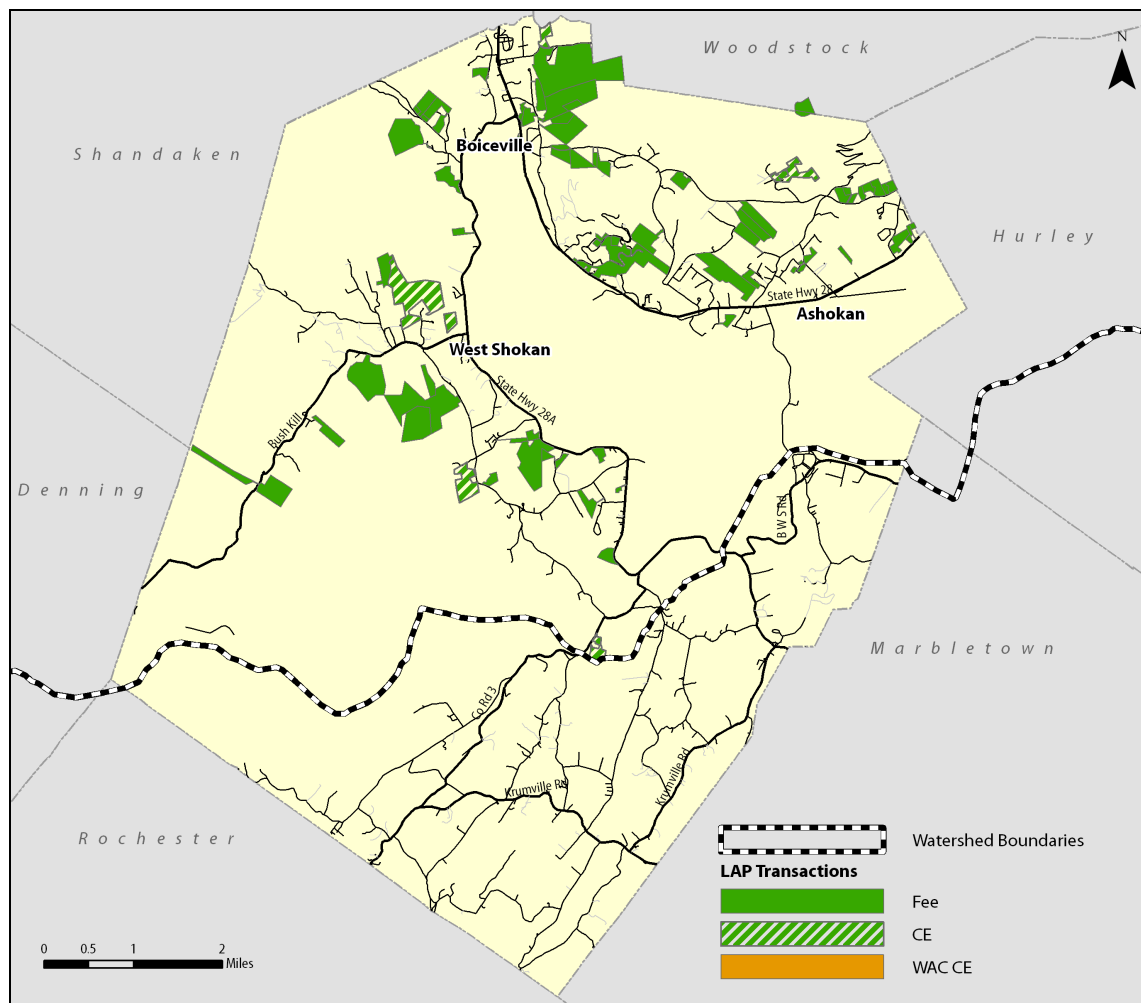 Woodstock
N
Shandaken
Boiceville
Hurley
State Hwy 28
Ashokan
West Shokan
State Hwy 28A
Bush Kill
Denning
B W S Rd
Marbletown
Co Rd 3
Krumville Rd
Krumville Rd
Rochester
Watershed Boundaries
LAP Transactions
Fee
CE
WAC CE
0 0.5 1 2
Miles